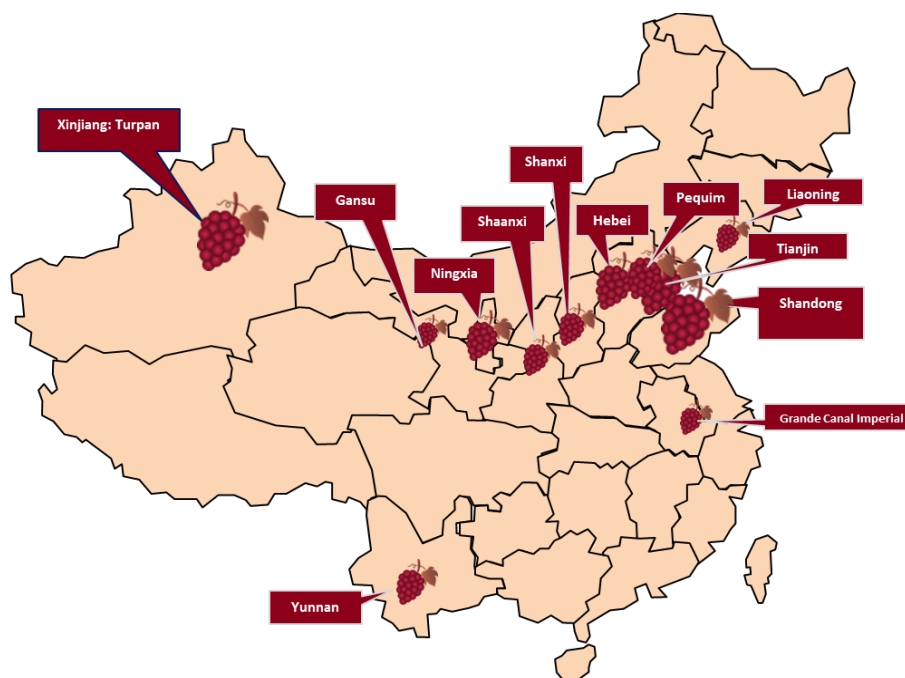 Xinjiang: Turpan
Shanxi
Gansu
Shaanxi
Hebei
Pequim
Liaoning
Ningxia
Tianjin
Shandong
Grande Canal Imperial
Yunnan